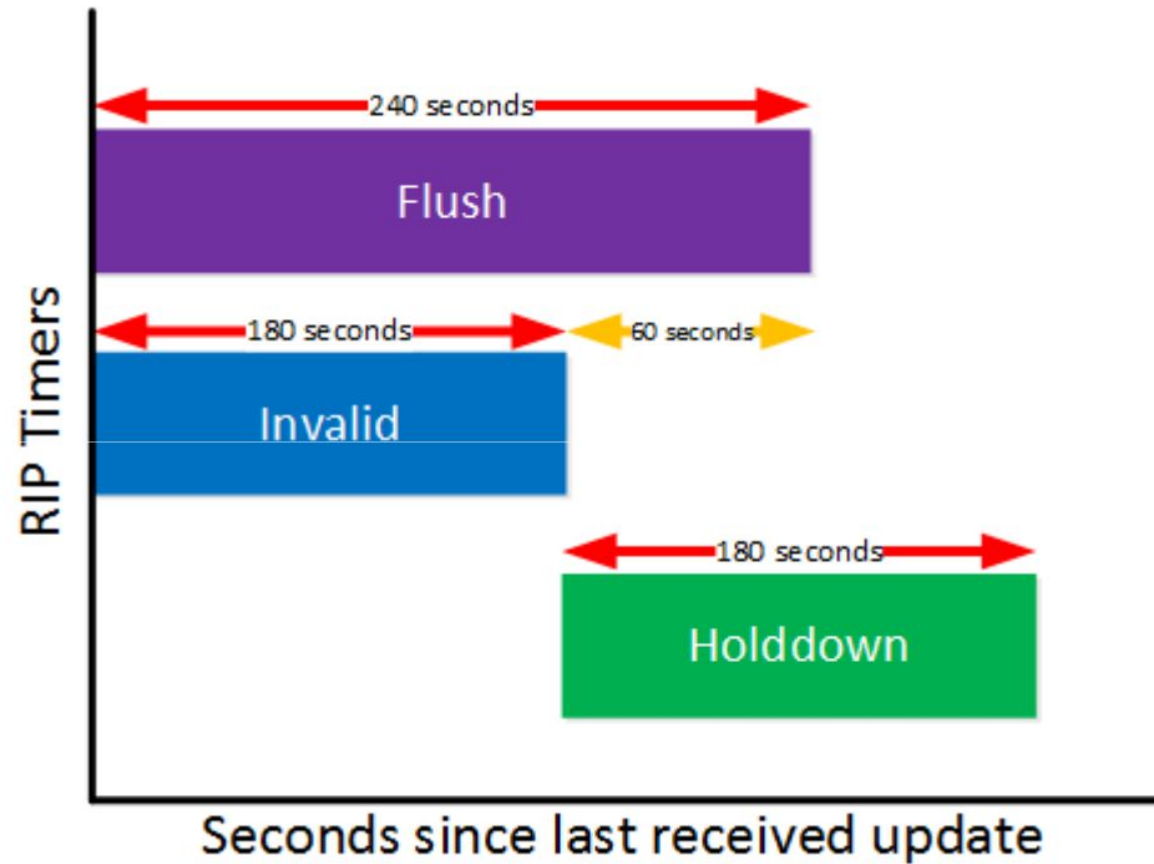 240 seconds
Flush
180 seconds
60 seconds
Invalid
180 seconds
Holddown
RIP Timers
Seconds since last received update